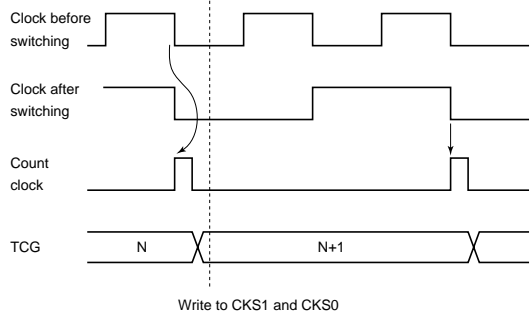 Clock before
switching
Clock after
switching
Count
clock
TCG
N
N+1
Write to CKS1 and CKS0